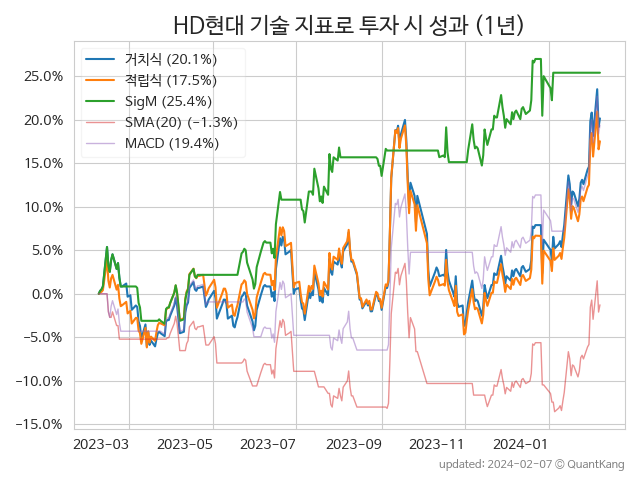 HD현대 기술 지표로 투자 시 성과 (1년)
거치식 (20.1%)
적립식 (17.5%)
SigM (25.4%)
SMA(20) (−1.3%)
MACD (19.4%)
25.0%
20.0%
15.0%
10.0%
5.0%
0.0%
−5.0%
−10.0%
−15.0%
2023-03 2023-05 2023-07 2023-09 2023-11 2024-01
updated: 2024-02-07 © QuantKang